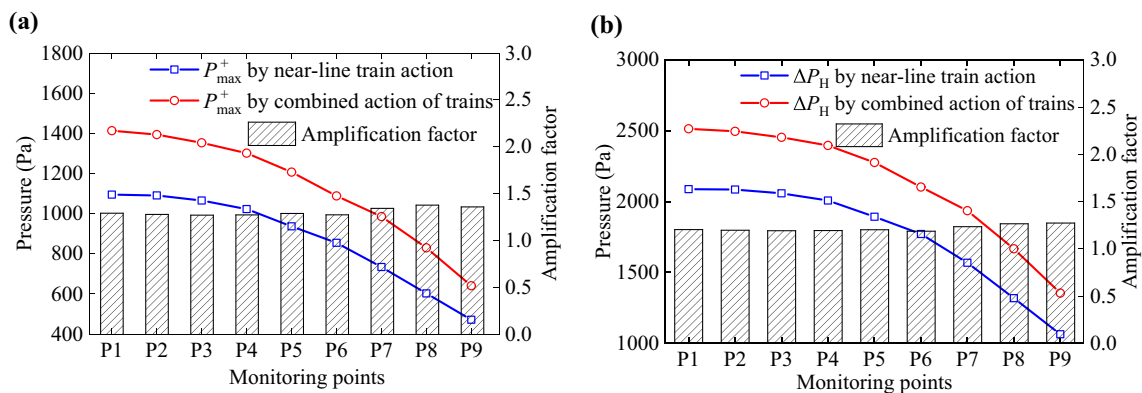 (a)
1800
1600
1400
1200
1000
800
600
400
Pressure (Pa)
P+max by near-line train action
P+max by combined action of trains
Amplification factor
3.0
2.5
2.0
1.5
1.0
0.5
0.0
Amplification factor
P1 P2 P3 P4 P5 P6 P7 P8 P9
Monitoring points
(b)
3000
2500
2000
1500
1000
Pressure (Pa)
ΔPH by near-line train action
ΔPH by combined action of trains
Amplification factor
3.0
2.5
2.0
1.5
1.0
0.5
0.0
Amplification factor
P1 P2 P3 P4 P5 P6 P7 P8 P9
Monitoring points